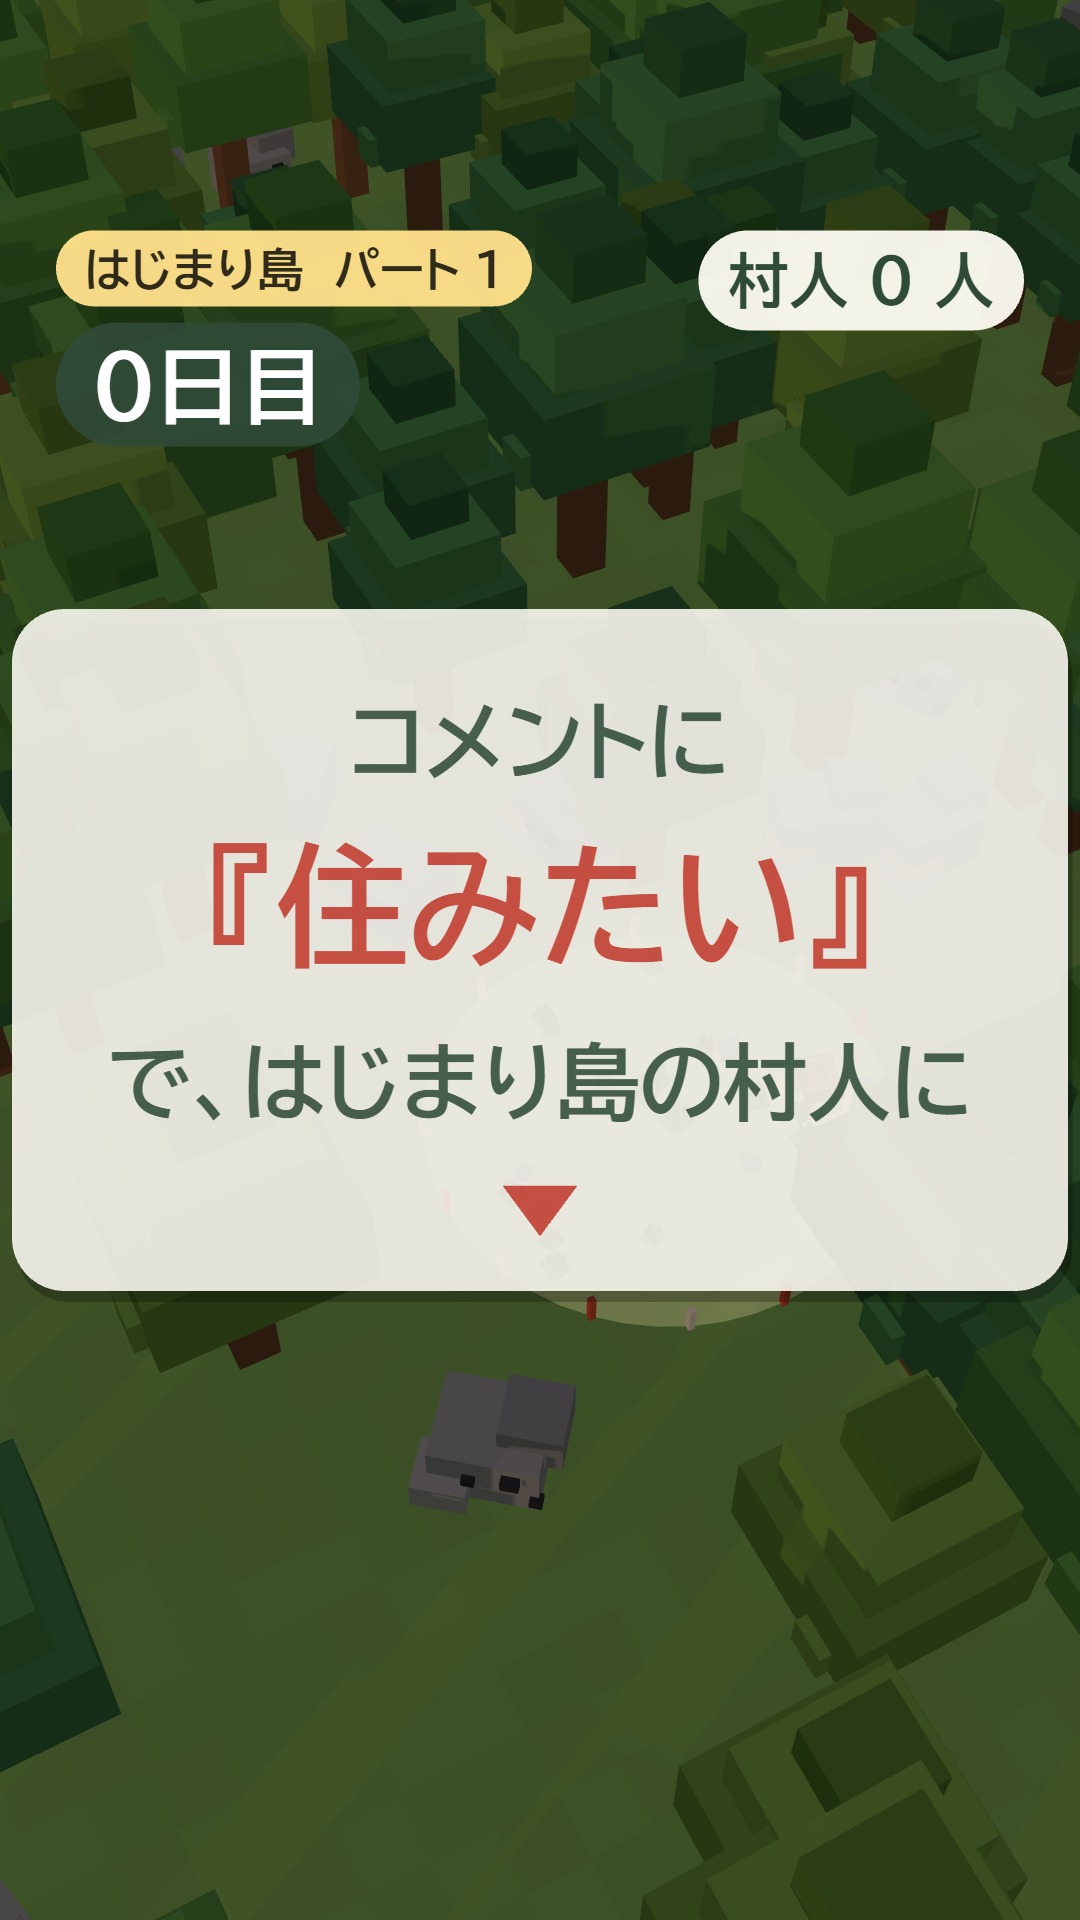 はじまり島　パート 1
村人 0 人
0日目
コメントに
『住みたい』
で、はじまり島の村人に